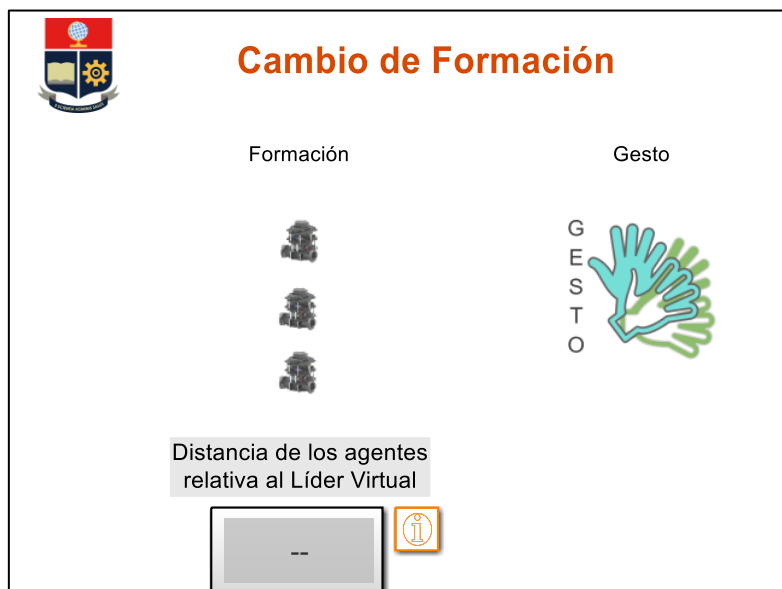 Cambio de Formación
Formación
Gesto
G
E
S
T
O
Distancia de los agentes
relativa al Líder Virtual
--
i